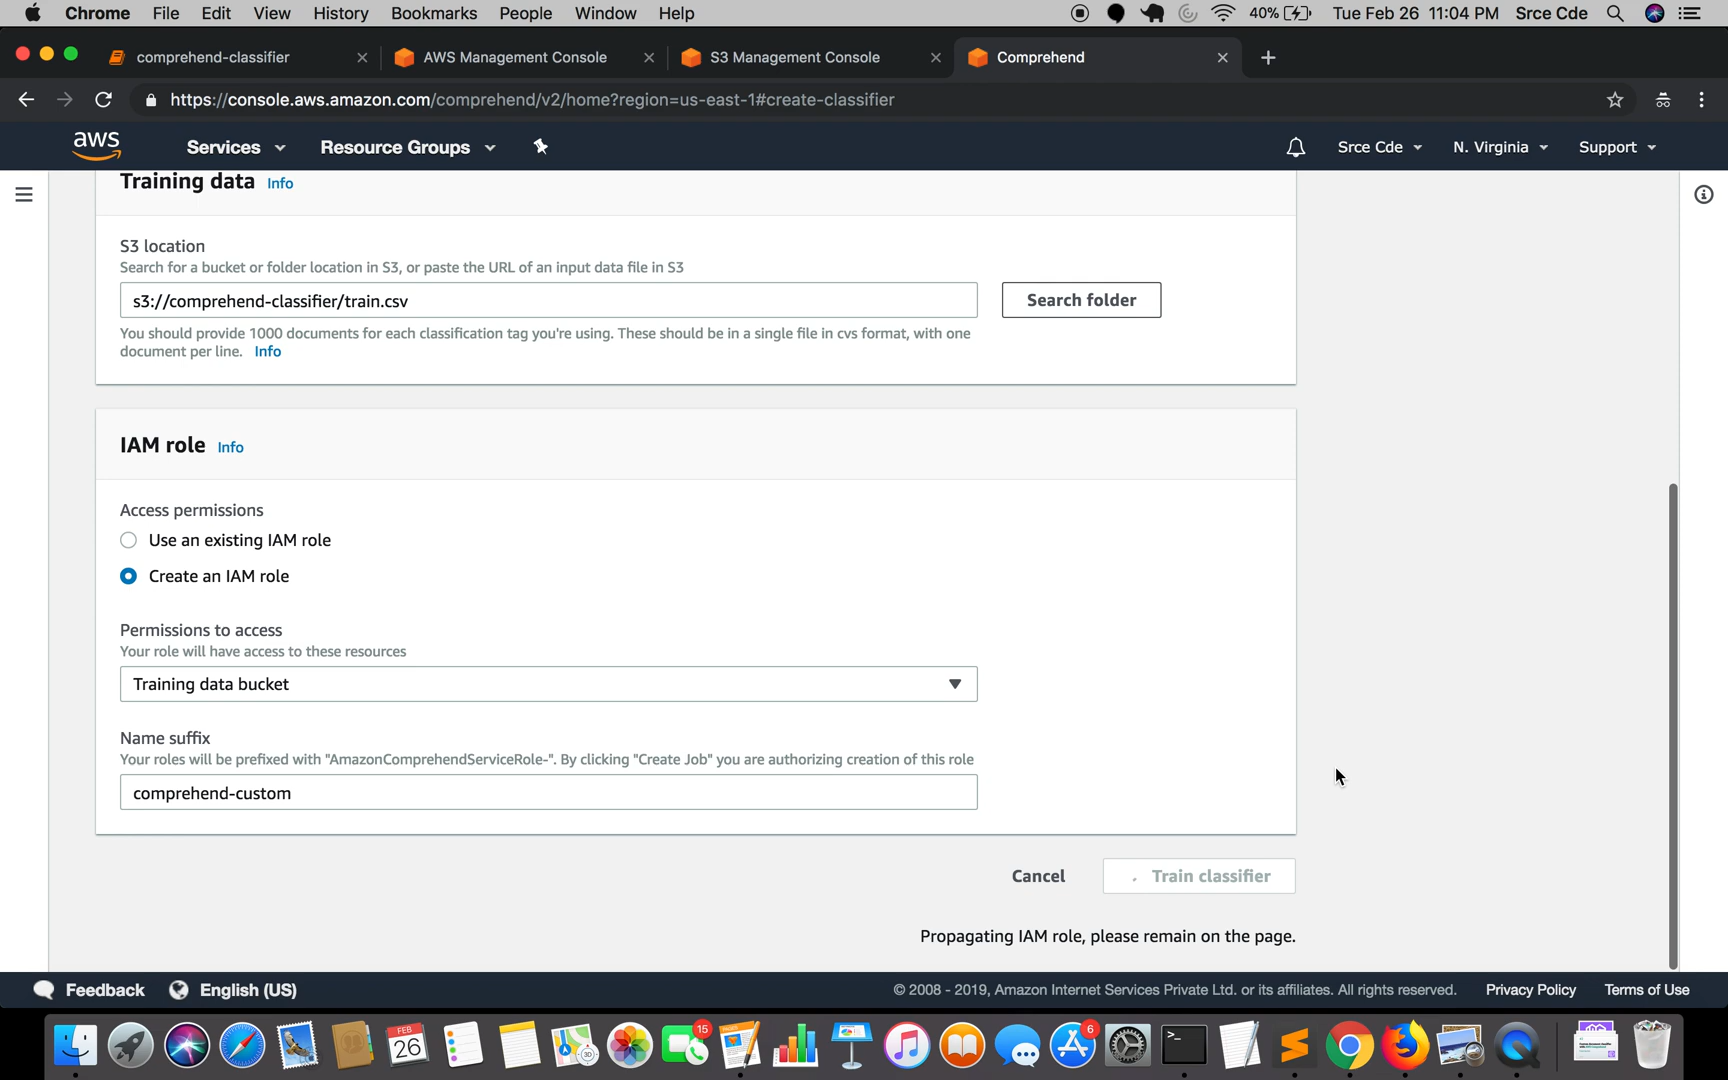 Chrome File Edit View History Bookmarks People Window Help 40% Tue Feb 26 11:04 PM Srce Cde
comprehend-classifier AWS Management Console S3 Management Console Comprehend
https://console.aws.amazon.com/comprehend/v2/home?region=us-east-1#create-classifier
aws Services Resource Groups Srce Cde N. Virginia Support
Training data Info
S3 location
Search for a bucket or folder location in S3, or paste the URL of an input data file in S3
s3://comprehend-classifier/train.csv Search folder
You should provide 1000 documents for each classification tag you're using. These should be in a single file in cvs format, with one
document per line. Info
IAM role Info
Access permissions
Use an existing IAM role
Create an IAM role
Permissions to access
Your role will have access to these resources
Training data bucket
Name suffix
Your roles will be prefixed with "AmazonComprehendServiceRole-". By clicking "Create Job" you are authorizing creation of this role
comprehend-custom
Cancel Train classifier
Propagating IAM role, please remain on the page.
Feedback English (US) © 2008 - 2019, Amazon Internet Services Private Ltd. or its affiliates. All rights reserved. Privacy Policy Terms of Use
FEB
26
15
6